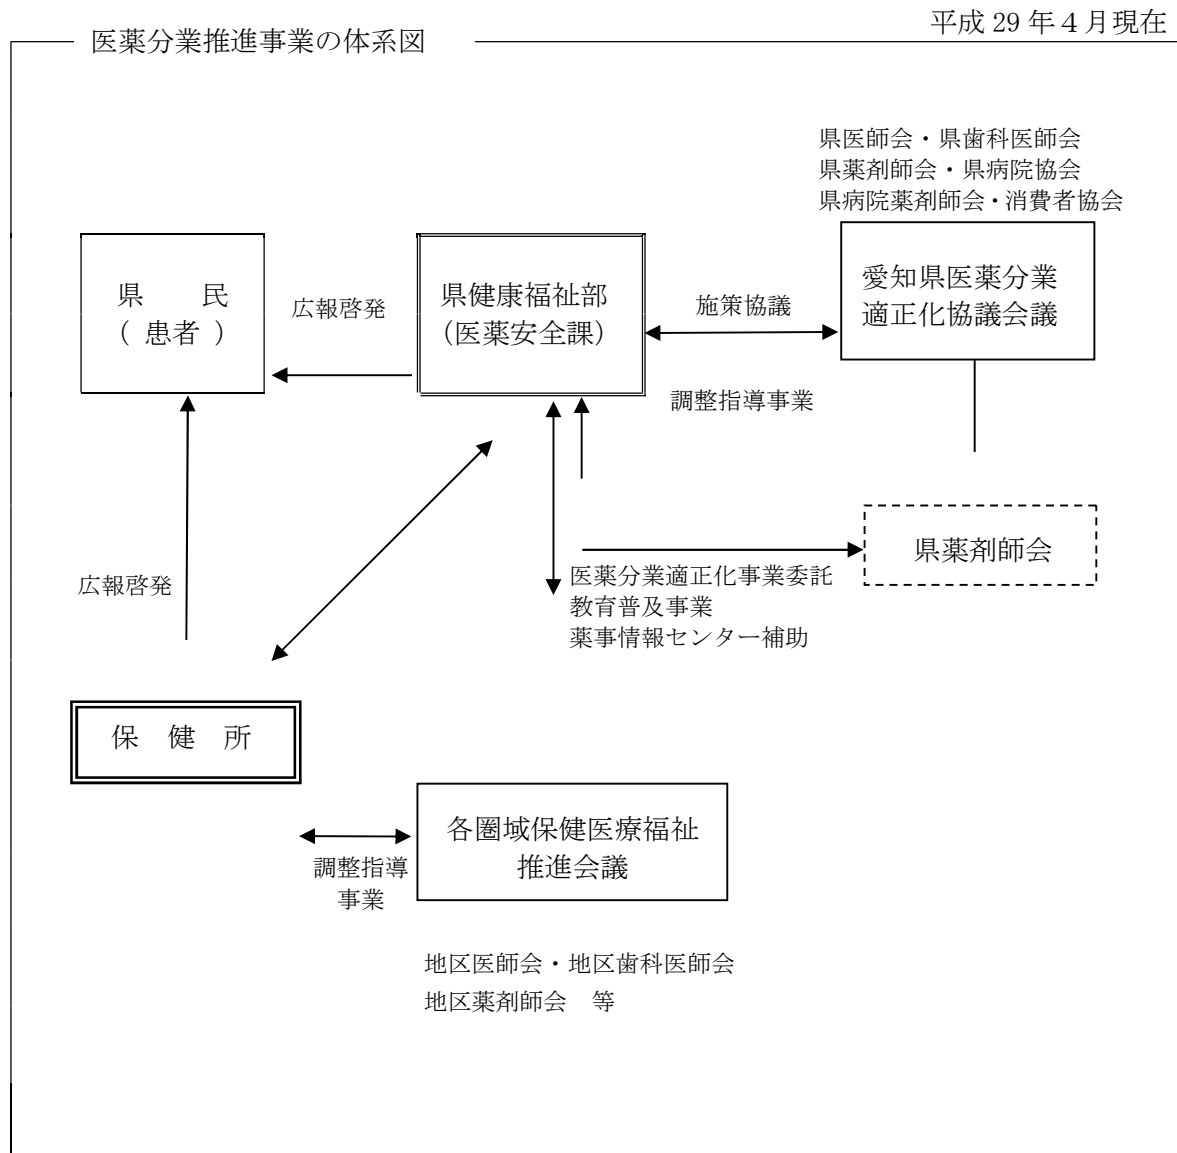 平成 29 年４月現在
医薬分業推進事業の体系図
県医師会・県歯科医師会
県薬剤師会・県病院協会
県病院薬剤師会・消費者協会
県　　民
（ 患者 ）
広報啓発
県健康福祉部
（医薬安全課）
施策協議
愛知県医薬分業
適正化協議会議
調整指導事業
県薬剤師会
医薬分業適正化事業委託
教育普及事業
薬事情報センター補助
広報啓発
保　健　所
各圏域保健医療福祉
推進会議
調整指導
事業
地区医師会・地区歯科医師会
地区薬剤師会　等